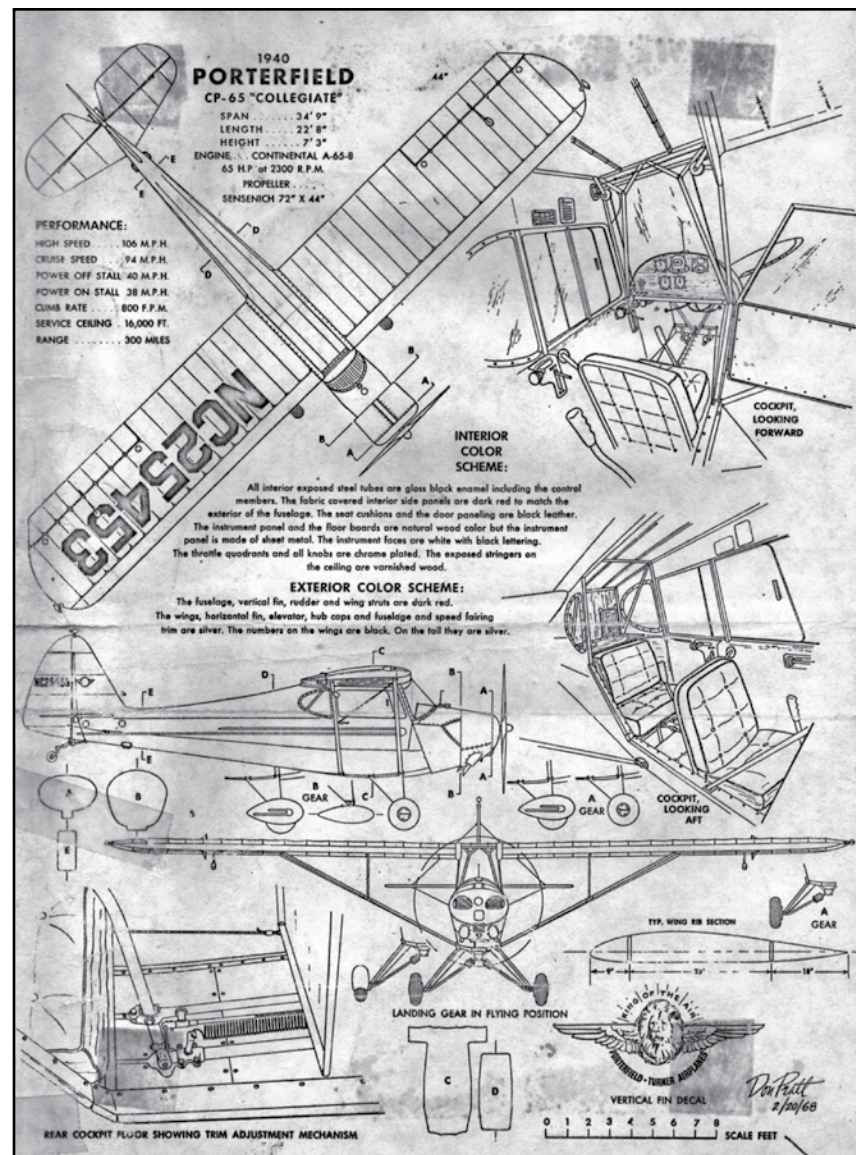 1940
PORTERFIELD
CP-65 "COLLEGIATE"
SPAN ....... 34' 9"
LENGTH ..... 22' 8"
HEIGHT ...... 7' 3"
ENGINE... CONTINENTAL A-65-8
65 H.P at 2300 R.P.M.
PROPELLER ....
SENSENICH 72" X 44"
44"
E
E
D
D
PERFORMANCE:
HIGH SPEED .... 106 M.P.H.
CRUISE SPEED . . 94 M.P.H.
POWER OFF STALL 40 M.P.H.
POWER ON STALL 38 M.P.H.
CLIMB RATE .... 800 F.P.M.
SERVICE CEILING . 16,000 FT.
RANGE ........ 300 MILES
NC25453
B
A
B
A
COCKPIT,
LOOKING
FORWARD
INTERIOR
COLOR
SCHEME:
All interior exposed steel tubes are gloss black enamel including the control
members. The fabric covered interior side panels are dark red to match the
exterior of the fuselage. The seat cushions and the door paneling are black leather.
The instrument panel and the floor boards are natural wood color but the instrument
panel is made of sheet metal. The instrument faces are white with black lettering.
The throttle quadrants and all knobs are chrome plated. The exposed stringers on
the ceiling are varnished wood.
EXTERIOR COLOR SCHEME:
The fuselage, vertical fin, rudder and wing struts are dark red.
The wings, horizontal fin, elevator, hub caps and fuselage and speed fairing
trim are silver. The numbers on the wings are black. On the tail they are silver.
C
D
E
B
A
E
B
A
C
B
GEAR
A
GEAR
COCKPIT,
LOOKING
AFT
A
B
E
A
GEAR
TYP. WING RIB SECTION
9"
18"
LANDING GEAR IN FLYING POSITION
C
D
KING OF THE AIR
PORTERFIELD-TURNER AIRPLANES
VERTICAL FIN DECAL
Don Pratt
2/20/68
REAR COCKPIT FLOOR SHOWING TRIM ADJUSTMENT MECHANISM
0 1 2 3 4 5 6 7 8 SCALE FEET